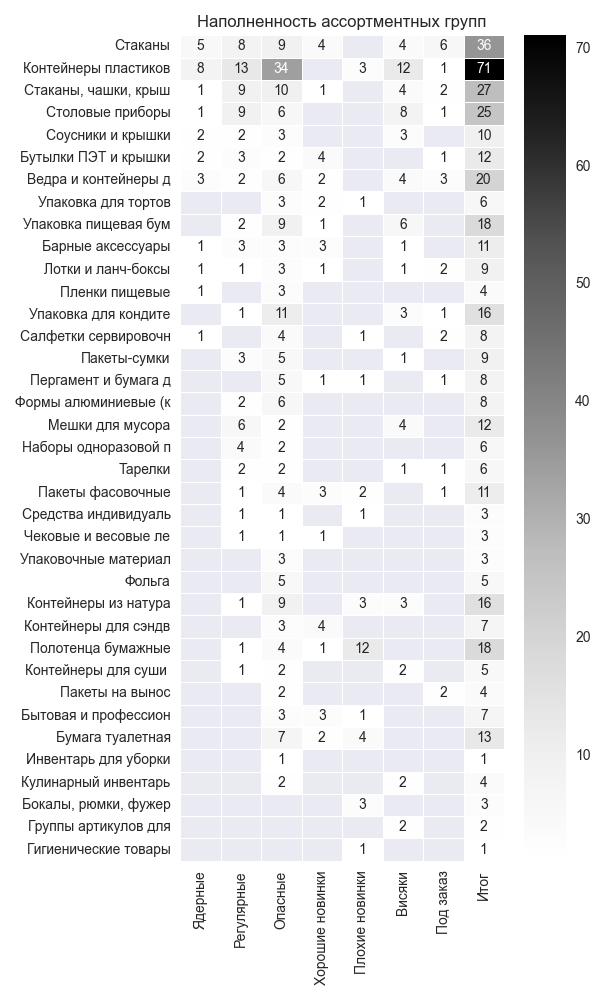 Наполненность ассортментных групп
Стаканы 5 8 9 4 4 6 36
Контейнеры пластиков 8 13 34 3 12 1 71
Стаканы, чашки, крыш 1 9 10 1 4 2 27
Столовые приборы 1 9 6 8 1 25
Соусники и крышки 2 2 3 3 10
Бутылки ПЭТ и крышки 2 3 2 4 1 12
Ведра и контейнеры д 3 2 6 2 4 3 20
Упаковка для тортов 3 2 1 6
Упаковка пищевая бум 2 9 1 6 18
Барные аксессуары 1 3 3 3 1 11
Лотки и ланч-боксы 1 1 3 1 1 2 9
Пленки пищевые 1 3 4
Упаковка для кондите 1 11 3 1 16
Салфетки сервировочн 1 4 1 2 8
Пакеты-сумки 3 5 1 9
Пергамент и бумага д 5 1 1 1 8
Формы алюминиевые (к 2 6 8
Мешки для мусора 6 2 4 12
Наборы одноразовой п 4 2 6
Тарелки 2 2 1 1 6
Пакеты фасовочные 1 4 3 2 1 11
Средства индивидуаль 1 1 1 3
Чековые и весовые ле 1 1 1 3
Упаковочные материал 3 3
Фольга 5 5
Контейнеры из натура 1 9 3 3 16
Контейнеры для сэндв 3 4 7
Полотенца бумажные 1 4 1 12 18
Контейнеры для суши 1 2 2 5
Пакеты на вынос 2 2 4
Бытовая и профессион 3 3 1 7
Бумага туалетная 7 2 4 13
Инвентарь для уборки 1 1
Кулинарный инвентарь 2 2 4
Бокалы, рюмки, фужер 3 3
Группы артикулов для 2 2
Гигиенические товары 1 1
Ядерные
Регулярные
Опасные
Хорошие новинки
Плохие новинки
Висяки
Под заказ
Итог
70
60
50
40
30
20
10